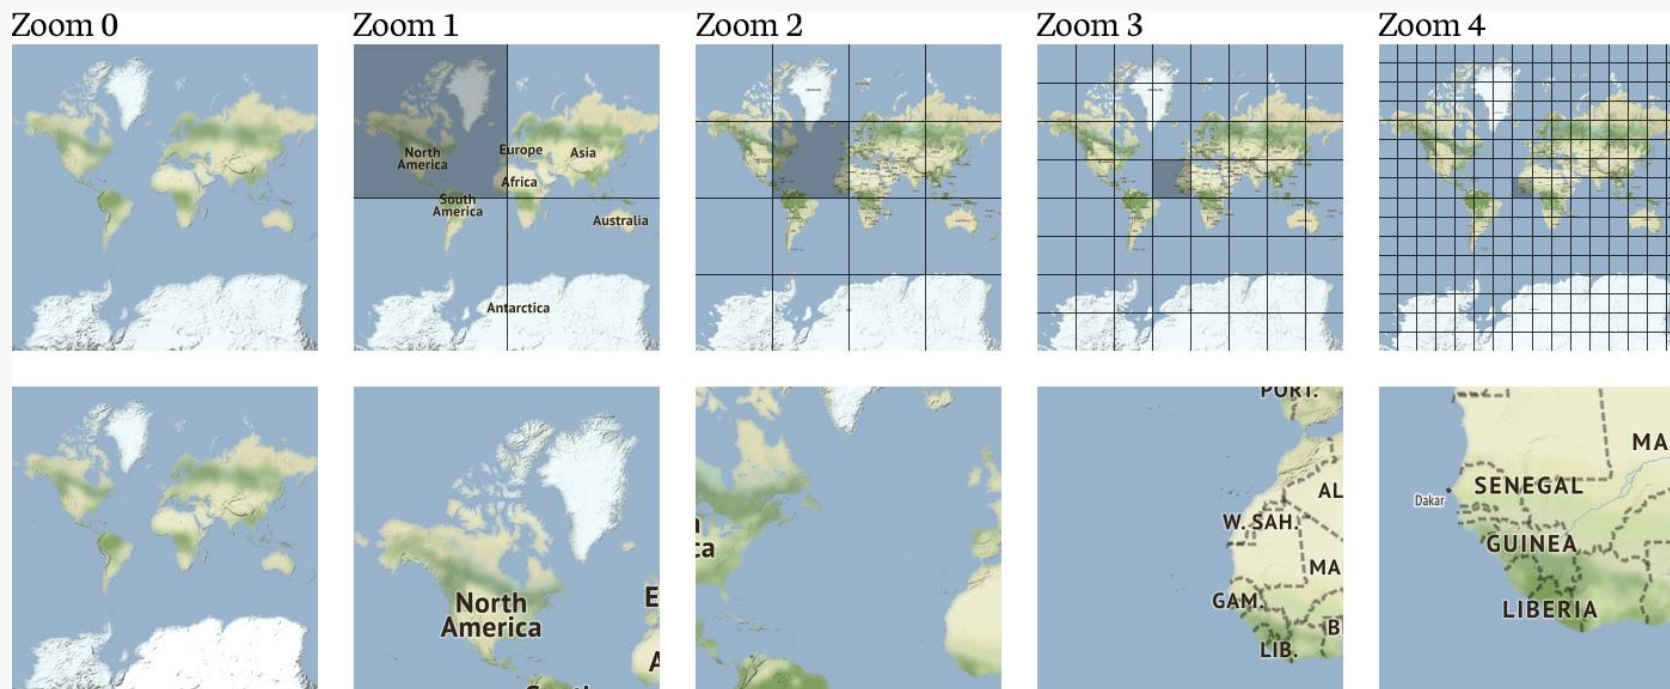 Zoom 0
Zoom 1
Zoom 2
Zoom 3
Zoom 4
North
America
Europe
Asia
Africa
South
America
Australia
Antarctica
North
America
E
A
ca
PORT.
AL
W. SAH.
MA
GAM.
B
LIB.
MA
SENEGAL
Dakar
GUINEA
LIBERIA